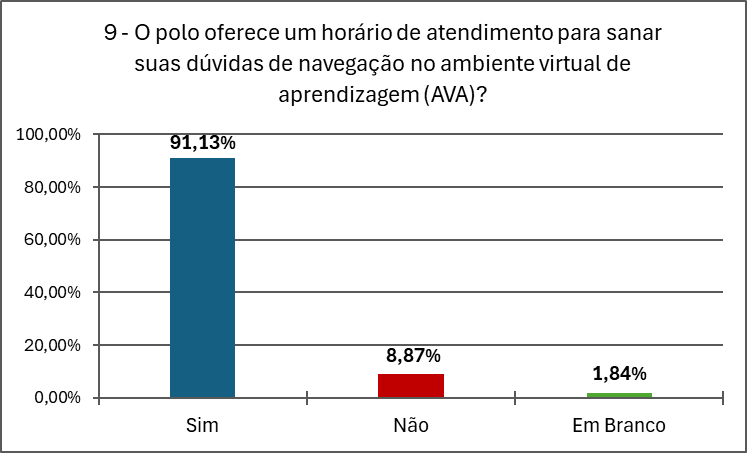 9 - O polo oferece um horário de atendimento para sanar
suas dúvidas de navegação no ambiente virtual de
aprendizagem (AVA)?
100,00%
91,13%
80,00%
60,00%
40,00%
20,00%
8,87%
1,84%
0,00%
Sim
Não
Em Branco